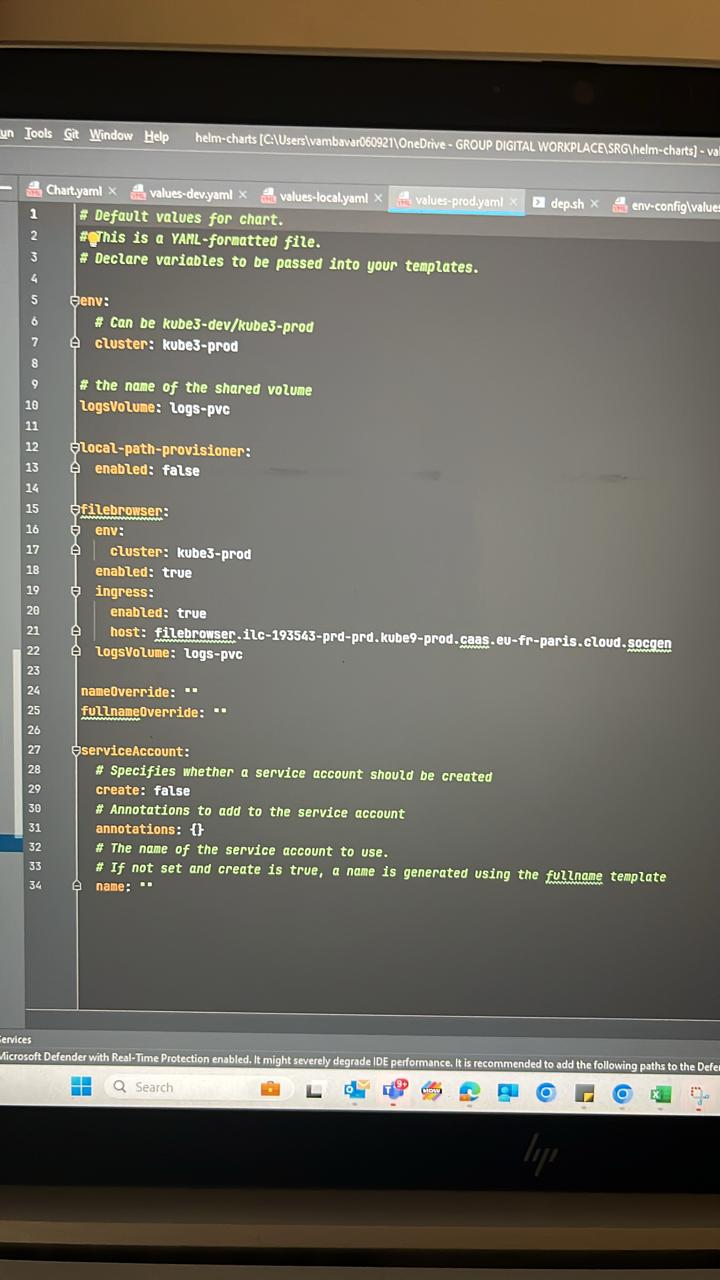 un Tools Git Window Help helm-charts [C:\Users\vambavar060921\OneDrive - GROUP DIGITAL WORKPLACE\SRG\helm-charts] - val
Chart.yaml values-dev.yaml values-local.yaml values-prod.yaml dep.sh env-config\values
1 # Default values for chart.
2 # This is a YAML-formatted file.
3 # Declare variables to be passed into your templates.
4
5 env:
6 # Can be kube3-dev/kube3-prod
7 cluster: kube3-prod
8
9 # the name of the shared volume
10 logsVolume: logs-pvc
11
12 local-path-provisioner:
13 enabled: false
14
15 filebrowser:
16 env:
17 cluster: kube3-prod
18 enabled: true
19 ingress:
20 enabled: true
21 host: filebrowser.ilc-193543-prd-prd.kube9-prod.caas.eu-fr-paris.cloud.socgen
22 logsVolume: logs-pvc
23
24 nameOverride: ""
25 fullnameOverride: ""
26
27 serviceAccount:
28 # Specifies whether a service account should be created
29 create: false
30 # Annotations to add to the service account
31 annotations: {}
32 # The name of the service account to use.
33 # If not set and create is true, a name is generated using the fullname template
34 name: ""
ervices
Microsoft Defender with Real-Time Protection enabled. It might severely degrade IDE performance. It is recommended to add the following paths to the Defe
Search
9+
hp